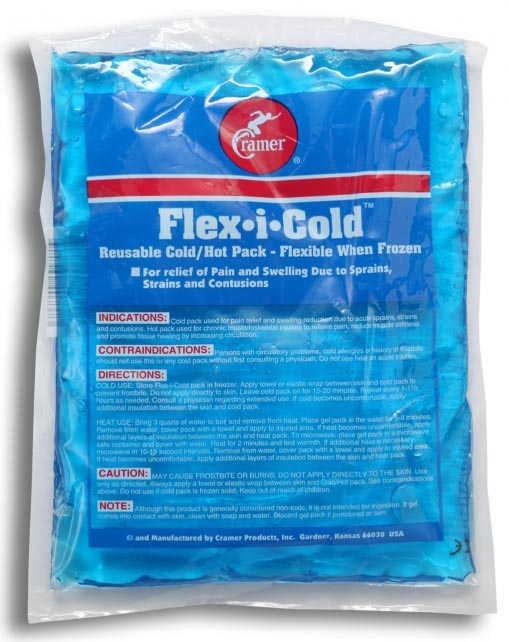 Cramer ®
Flex•i•Cold™
Reusable Cold/Hot Pack - Flexible When Frozen
■ For relief of Pain and Swelling Due to Sprains,
Strains and Contusions
INDICATIONS: Cold pack used for pain relief and swelling reduction due to acute sprains, strains
and contusions. Hot pack used for chronic musculoskeletal injuries to relieve pain, reduce muscle stiffness
and promote tissue healing by increasing circulation.
CONTRAINDICATIONS: Persons with circulatory problems, cold allergies or history of frostbite
should not use this or any cold pack without first consulting a physician. Do not use heat on acute injuries.
DIRECTIONS:
COLD USE: Store Flex-i-Cold pack in freezer. Apply towel or elastic wrap between skin and cold pack to
prevent frostbite. Do not apply directly to skin. Leave cold pack on for 15-20 minutes. Repeat every 1-1½
hours as needed. Consult a physician regarding extended use. If cold becomes uncomfortable, apply
additional insulation between the skin and cold pack.
HEAT USE: Bring 3 quarts of water to boil and remove from heat. Place gel pack in the water for 6-8 minutes.
Remove from water, cover pack with a towel and apply to injured area. If heat becomes uncomfortable, apply
additional layers of insulation between the skin and heat pack. To microwave, place gel pack in a microwave
safe container and cover with water. Heat for 2 minutes and test warmth. If additional heat is necessary,
microwave in 10-15 second intervals. Remove from water, cover pack with a towel and apply to injured area.
If heat becomes uncomfortable, apply additional layers of insulation between the skin and heat pack.
CAUTION: MAY CAUSE FROSTBITE OR BURNS. DO NOT APPLY DIRECTLY TO THE SKIN. Use
only as directed. Always apply a towel or elastic wrap between skin and Cold/Hot pack. See contraindications
above. Do not use if cold pack is frozen solid. Keep out of reach of children.
NOTE: Although this product is generally considered non-toxic, it is not intended for ingestion. If gel
comes into contact with skin, clean with soap and water. Discard gel pack if punctured or torn.
© and Manufactured by Cramer Products, Inc. Gardner, Kansas 66030 USA